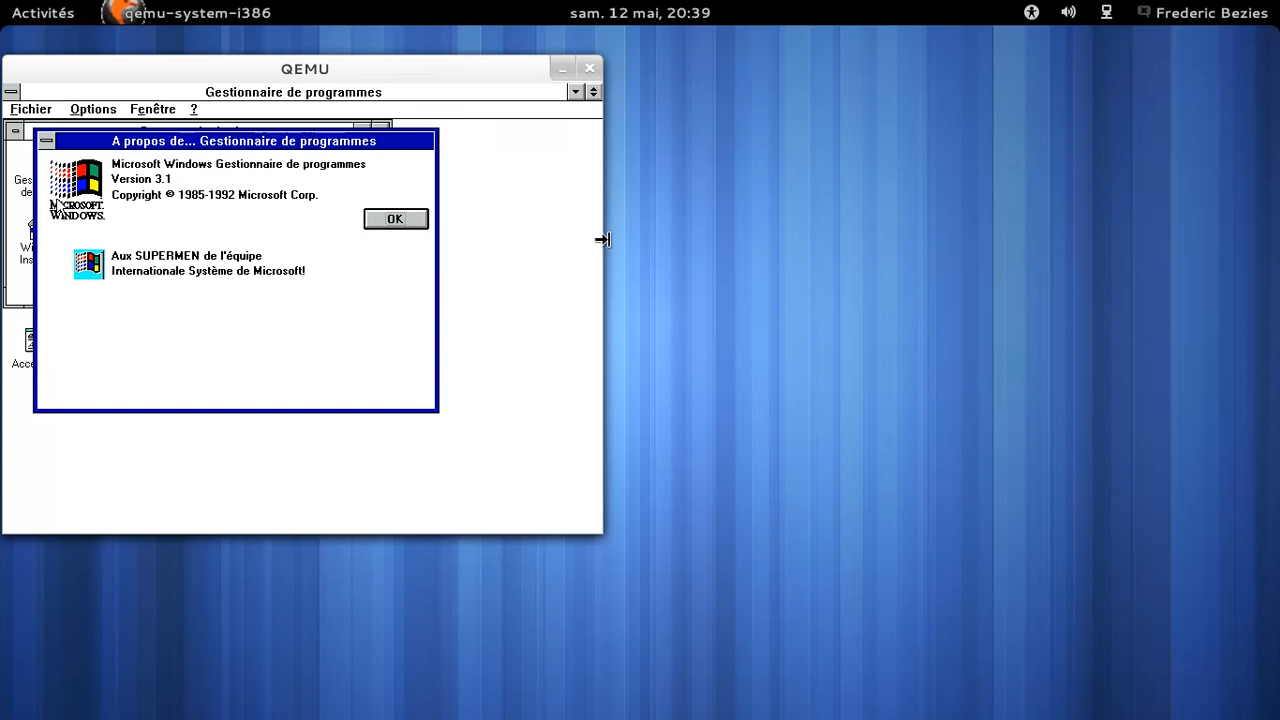 Activités qemu-system-i386 sam. 12 mai, 20:39 Frederic Bezies
QEMU
Gestionnaire de programmes
Fichier Options Fenêtre ?
A propos de... Gestionnaire de programmes
Microsoft Windows Gestionnaire de programmes
Version 3.1
Copyright © 1985-1992 Microsoft Corp.
MICROSOFT.
WINDOWS.
OK
Aux SUPERMEN de l'équipe
Internationale Système de Microsoft!